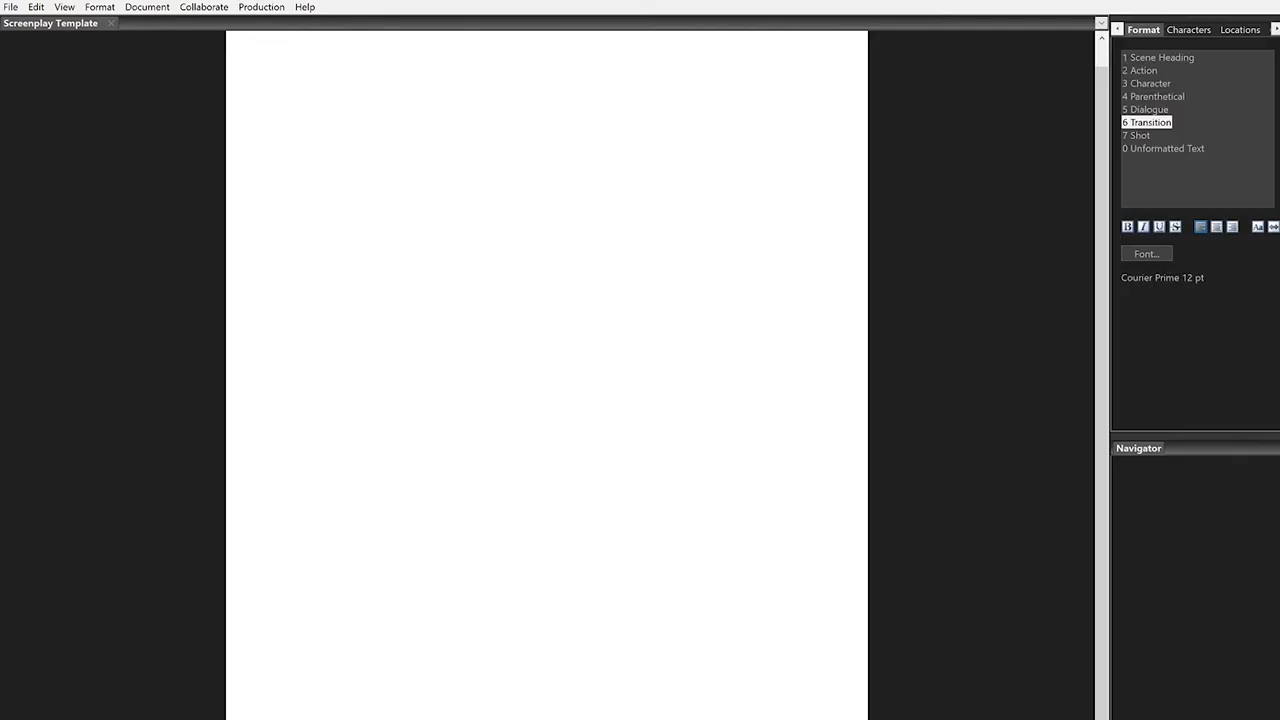 File Edit View Format Document Collaborate Production Help
Screenplay Template
Format Characters Locations
1 Scene Heading
2 Action
3 Character
4 Parenthetical
5 Dialogue
6 Transition
7 Shot
0 Unformatted Text
B I U S Aa
Font...
Courier Prime 12 pt
Navigator